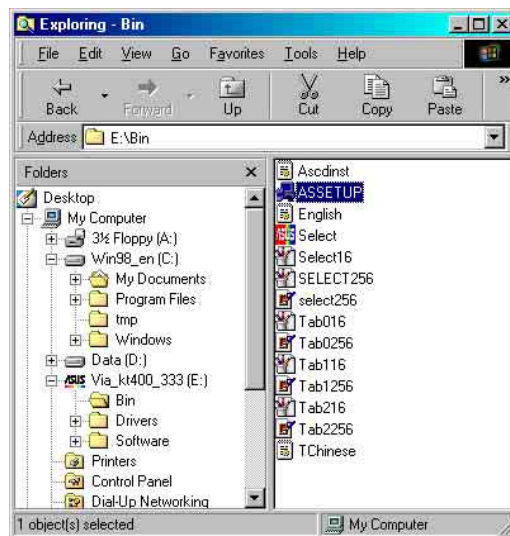 Exploring - Bin
File Edit View Go Favorites Tools Help
Back Forward Up Cut Copy Paste »
Address E:\Bin
Folders
Desktop
My Computer
3½ Floppy (A:)
Win98_en (C:)
My Documents
Program Files
tmp
Windows
Data (D:)
ASUS Via_kt400_333 (E:)
Bin
Drivers
Software
Printers
Control Panel
Dial-Up Networking
Ascdinst
ASSETUP
English
Select
Select16
SELECT256
select256
Tab016
Tab0256
Tab116
Tab1256
Tab216
Tab2256
TChinese
1 object(s) selected
My Computer